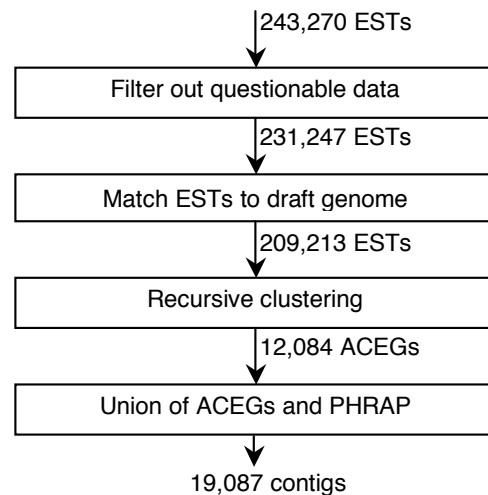 243,270 ESTs
Filter out questionable data
231,247 ESTs
Match ESTs to draft genome
209,213 ESTs
Recursive clustering
12,084 ACEGs
Union of ACEGs and PHRAP
19,087 contigs